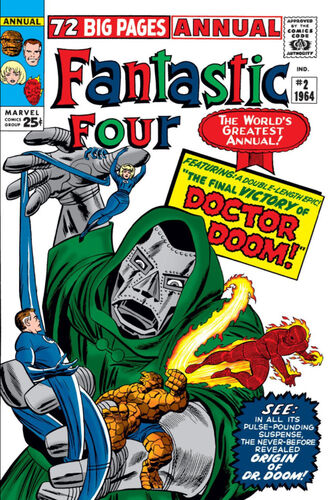 ANNUAL
72 BIG PAGES ANNUAL
APPROVED
BY THE
COMICS
CODE
AUTHORITY
Fantastic
Four
MARVEL
COMICS
GROUP
25¢
IND.
#2
1964
THE WORLD'S
GREATEST
ANNUAL!
FEATURING: A DOUBLE-LENGTH EPIC!
"THE FINAL VICTORY OF
DOCTOR
DOOM!"
SEE:
IN ALL ITS
PULSE-POUNDING
SUSPENSE,
THE NEVER-BEFORE
REVEALED
ORIGIN OF
DR. DOOM!